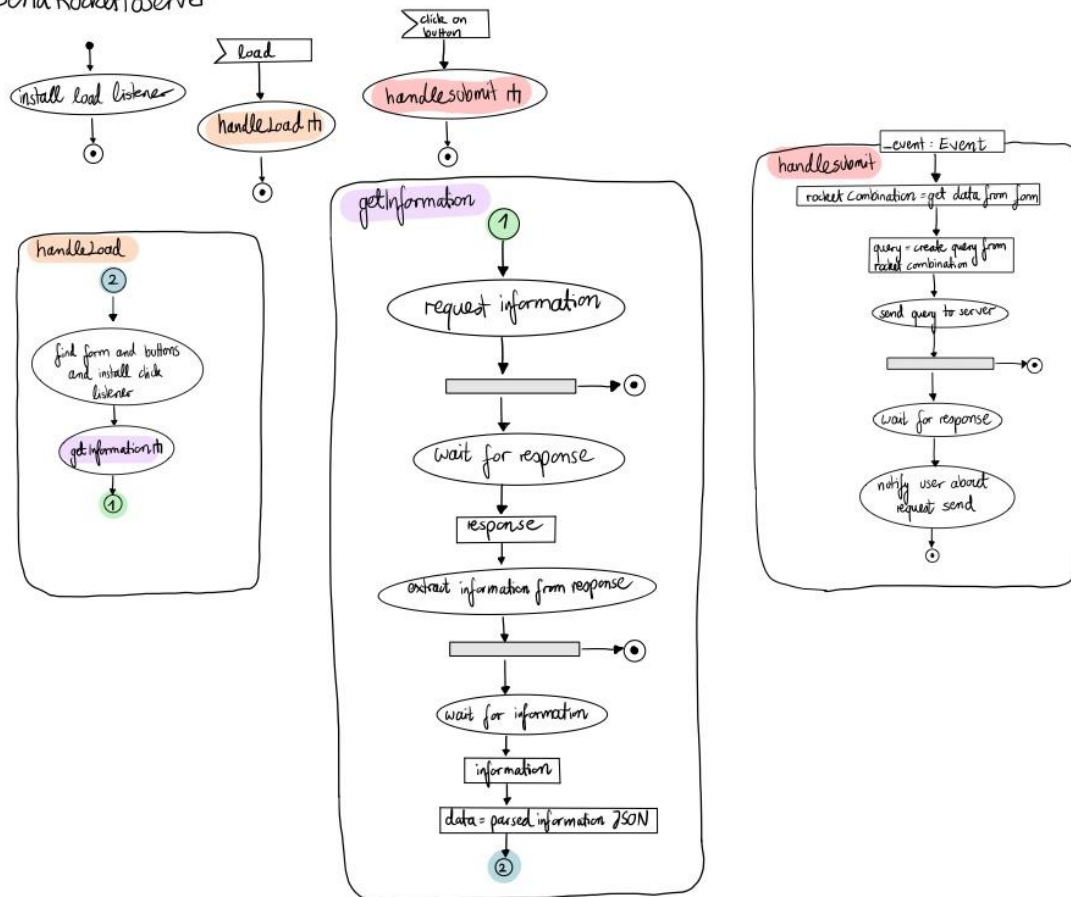 install load listener
load
handleLoad
click on
button
handleSubmit
handleLoad
2
find form and buttons
and install click
listener
getInformation
1
getInformation
1
request information
wait for response
response
extract information from response
wait for information
information
data = parsed information JSON
2
_event : Event
handleSubmit
rocket Combination = get data from form
query = create query from
rocket combination
send query to server
wait for response
notify user about
request send